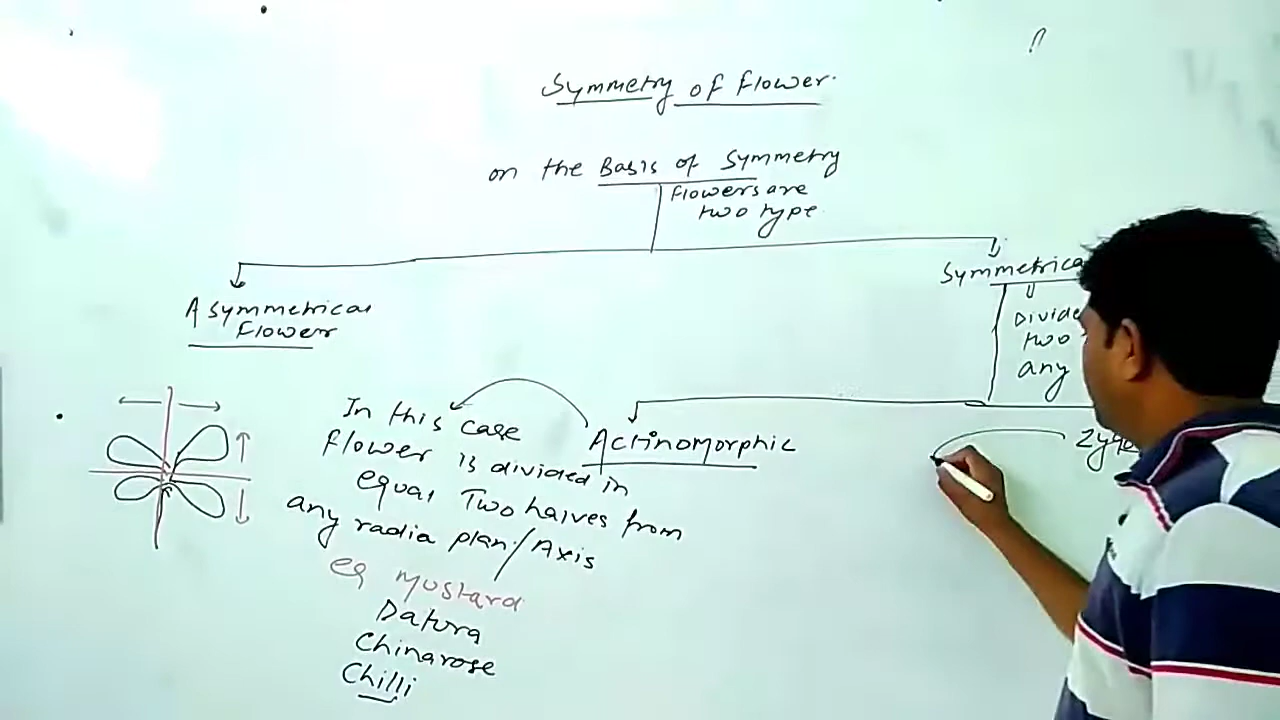 Symmetry of Flower.
on the Basis of Symmetry
Flowers are
two type.
Asymmetrical
Flower
Symmetrica
Divide
two
any
Actinomorphic
Zygo
In this case
Flower is divided in
equal Two halves from
any radia plan/Axis
eg Mustard
Datura
Chinarose
Chilli